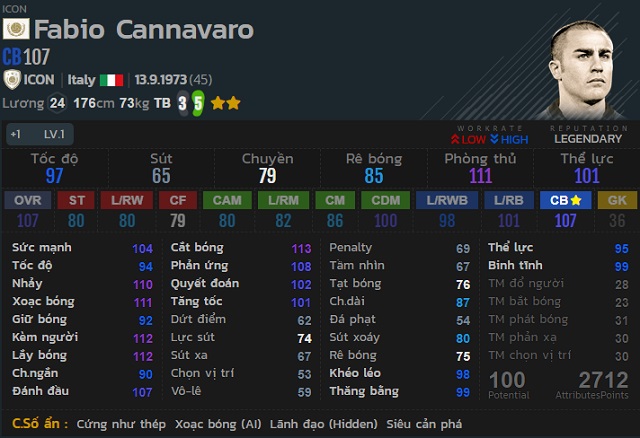 ICON
Fabio Cannavaro
CB 107
ICON | Italy | 13.9.1973 (45)
Lương 24 176cm 73kg TB 3 5
+1 LV.1
WORKRATE REPUTATION
LOW HIGH LEGENDARY
Tốc độ Sút Chuyền Rê bóng Phòng thủ Thể lực
97 65 79 85 111 101
OVR ST L/RW CF CAM L/RM CM CDM L/RWB L/RB CB GK
107 80 80 79 80 82 86 100 98 101 107 36
Sức mạnh 104 Cắt bóng 113 Penalty 69 Thể lực 95
Tốc độ 94 Phản ứng 108 Tầm nhìn 67 Bình tĩnh 99
Nhảy 110 Quyết đoán 102 Tạt bóng 76 TM đổ người 28
Xoạc bóng 111 Tăng tốc 101 Ch.dài 87 TM bắt bóng 23
Giữ bóng 92 Dứt điểm 62 Đá phạt 54 TM phát bóng 31
Kèm người 112 Lực sút 74 Sút xoáy 80 TM phản xạ 30
Lấy bóng 112 Sút xa 67 Rê bóng 75 TM chọn vị trí 30
Ch.ngắn 90 Chọn vị trí 53 Khéo léo 98 100 2712
Đánh đầu 107 Vô-lê 59 Thăng bằng 99 Potential AttributesPoints
C.Số ẩn : Cứng như thép Xoạc bóng (AI) Lãnh đạo (Hidden) Siêu cản phá